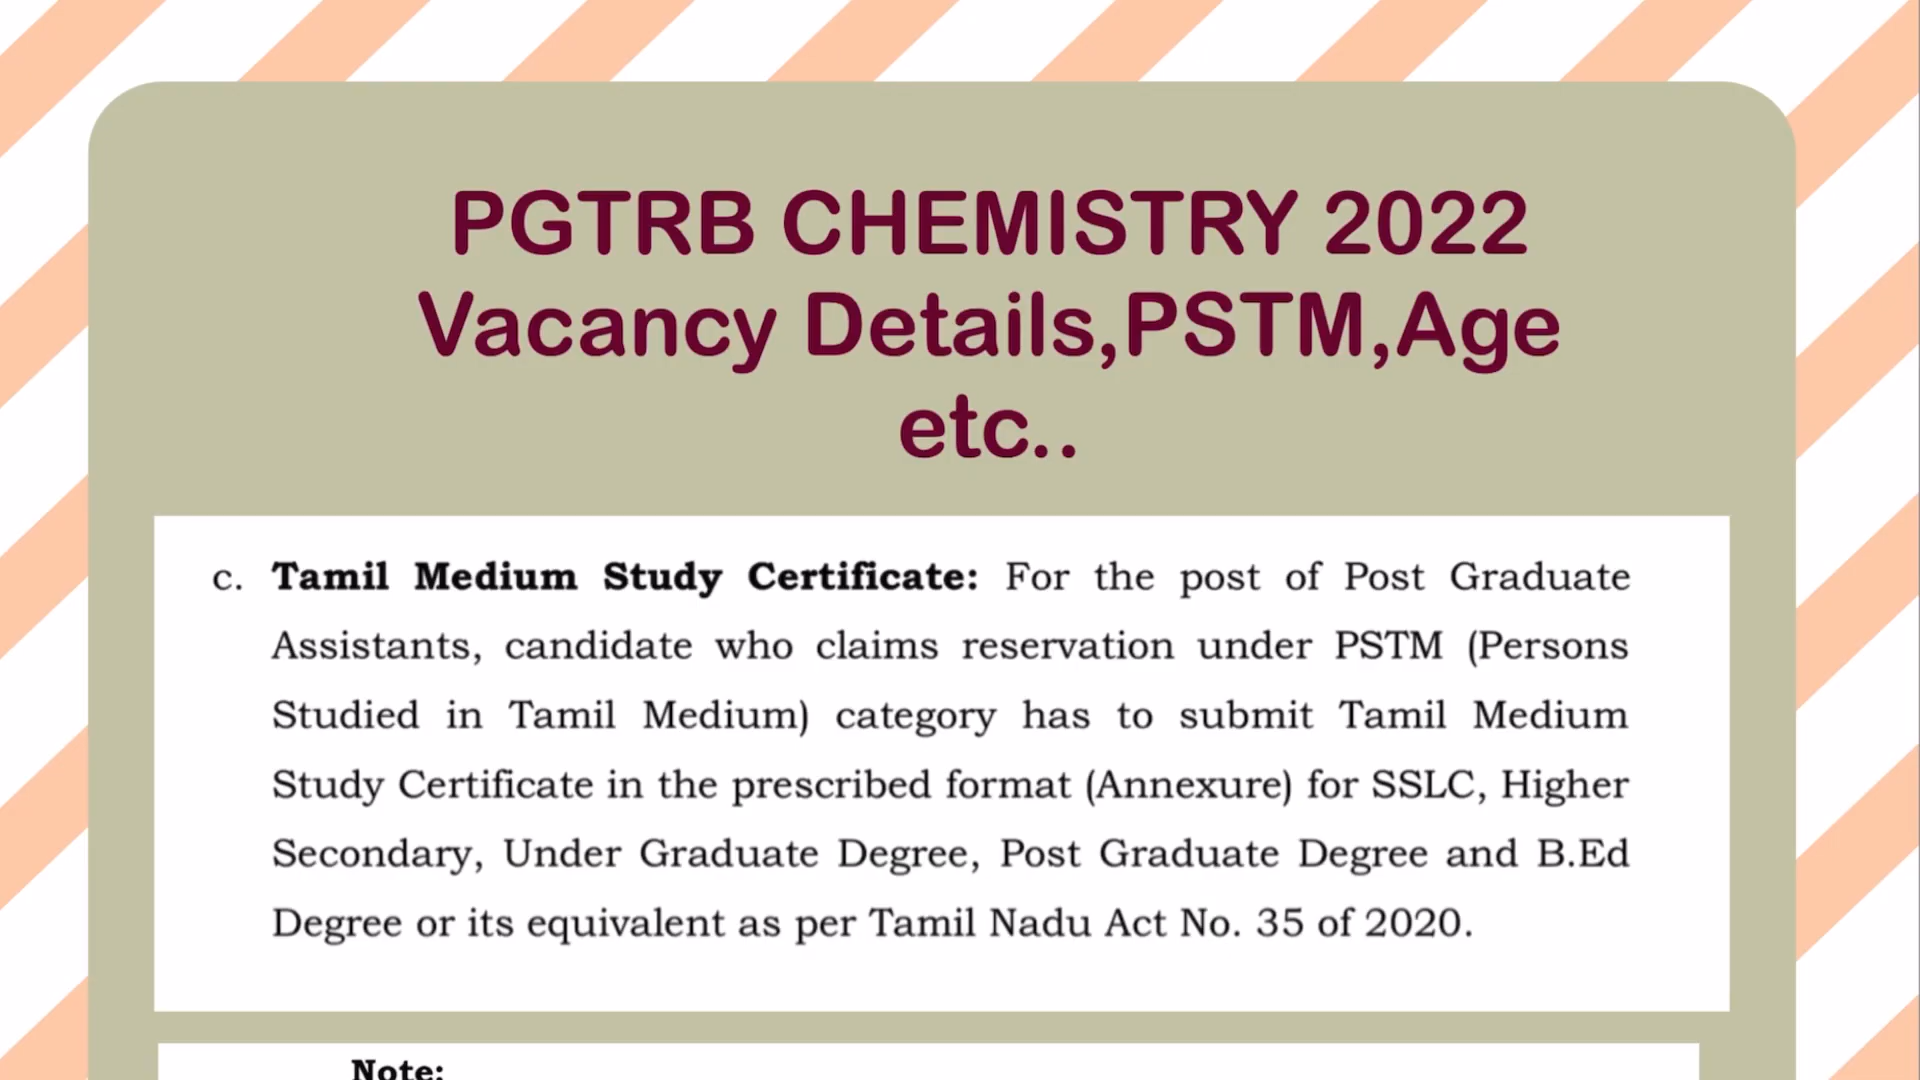 PGTRB CHEMISTRY 2022
Vacancy Details,PSTM,Age
etc..
c. Tamil Medium Study Certificate: For the post of Post Graduate
Assistants, candidate who claims reservation under PSTM (Persons
Studied in Tamil Medium) category has to submit Tamil Medium
Study Certificate in the prescribed format (Annexure) for SSLC, Higher
Secondary, Under Graduate Degree, Post Graduate Degree and B.Ed
Degree or its equivalent as per Tamil Nadu Act No. 35 of 2020.
Note: